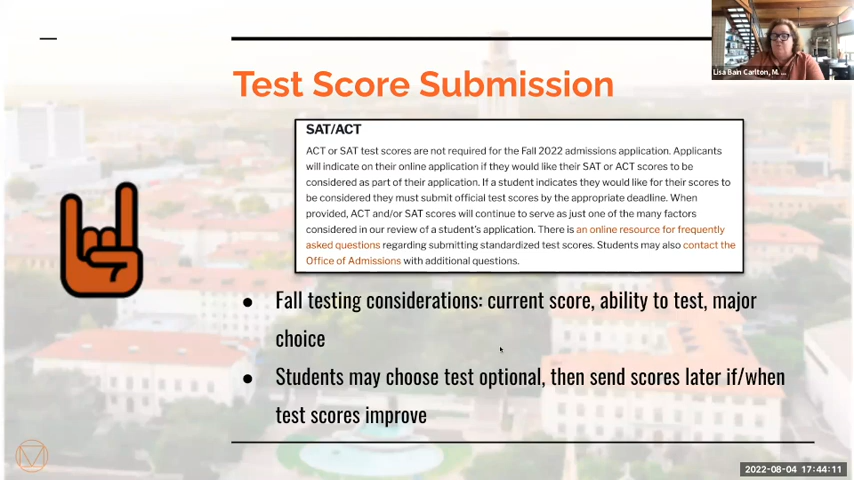 Test Score Submission
Lisa Bain Carlton, M. ...
SAT/ACT
ACT or SAT test scores are not required for the Fall 2022 admissions application. Applicants
will indicate on their online application if they would like their SAT or ACT scores to be
considered as part of their application. If a student indicates they would like for their scores to
be considered they must submit official test scores by the appropriate deadline. When
provided, ACT and/or SAT scores will continue to serve as just one of the many factors
considered in our review of a student's application. There is an online resource for frequently
asked questions regarding submitting standardized test scores. Students may also contact the
Office of Admissions with additional questions.
● Fall testing considerations: current score, ability to test, major
choice
● Students may choose test optional, then send scores later if/when
test scores improve
2022-08-04 17:44:11